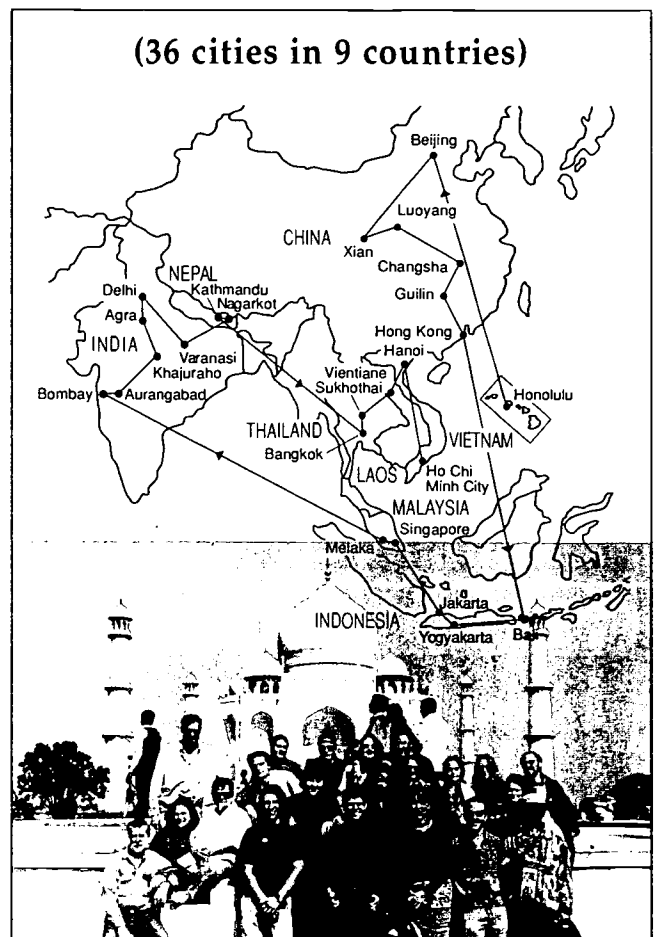 (36 cities in 9 countries)
Beijing
Luoyang
CHINA
Xian
Changsha
NEPAL
Kathmandu
Nagarkot
Delhi
Guilin
Agra
Hong Kong
Hanoi
INDIA
Varanasi
Khajuraho
Vientiane
Sukhothai
Bombay
Aurangabad
Honolulu
THAILAND
VIETNAM
Bangkok
LAOS
Ho Chi
Minh City
MALAYSIA
Singapore
Melaka
Jakarta
INDONESIA
Yogyakarta
Bali